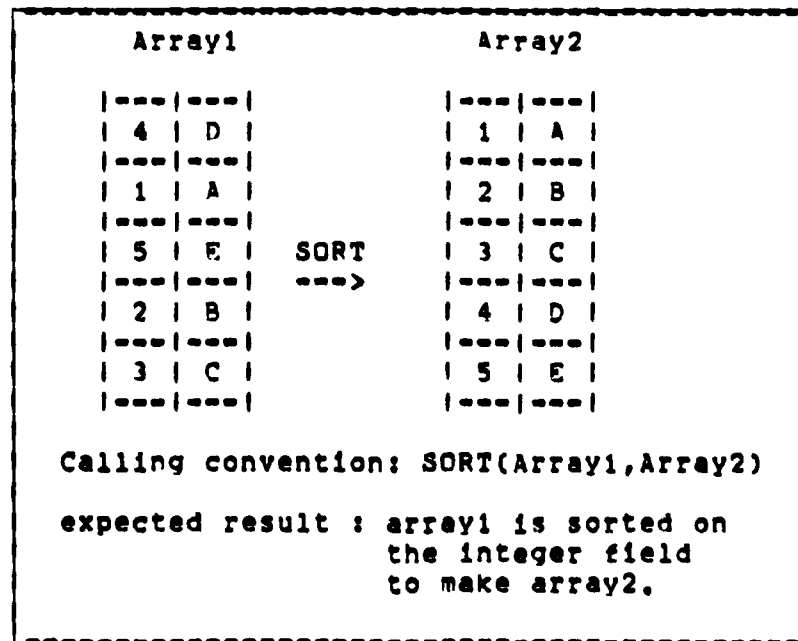 Array1 Array2
|---|---| |---|---|
| 4 | D | | 1 | A |
|---|---| |---|---|
| 1 | A | | 2 | B |
|---|---| |---|---|
| 5 | E | SORT | 3 | C |
|---|---| ---> |---|---|
| 2 | B | | 4 | D |
|---|---| |---|---|
| 3 | C | | 5 | E |
|---|---| |---|---|
Calling convention: SORT(Array1,Array2)
expected result : array1 is sorted on
the integer field
to make array2.